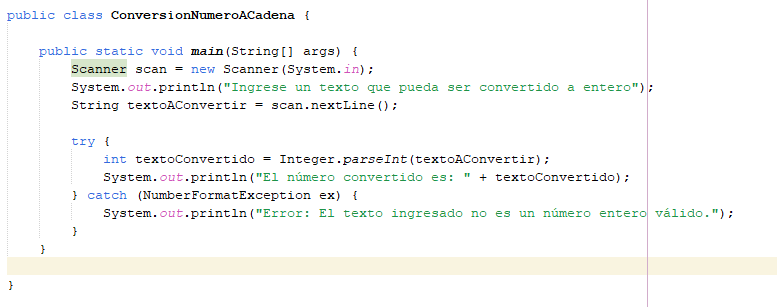 public class ConversionNumeroACadena {
public static void main(String[] args) {
Scanner scan = new Scanner(System.in);
System.out.println("Ingrese un texto que pueda ser convertido a entero");
String textoAConvertir = scan.nextLine();
try {
int textoConvertido = Integer.parseInt(textoAConvertir);
System.out.println("El número convertido es: " + textoConvertido);
} catch (NumberFormatException ex) {
System.out.println("Error: El texto ingresado no es un número entero válido.");
}
}
}